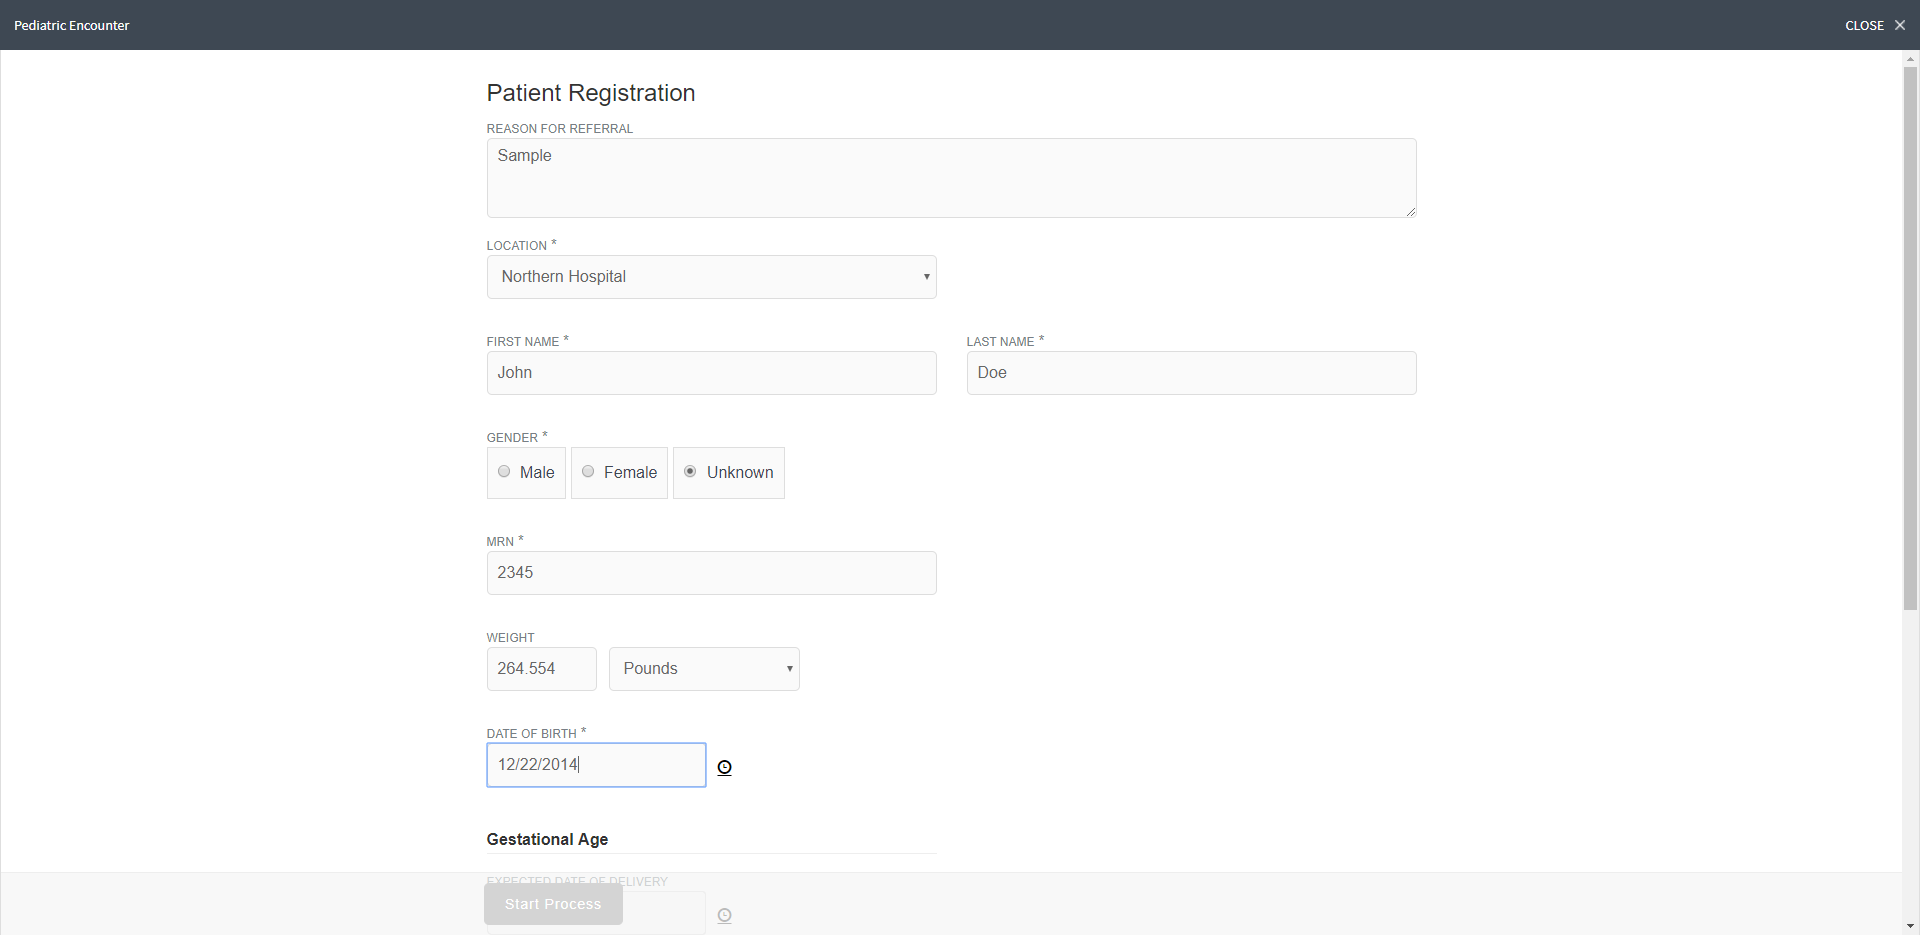 Pediatric Encounter
CLOSE ×
Patient Registration
REASON FOR REFERRAL
Sample
LOCATION *
Northern Hospital
FIRST NAME *
LAST NAME *
John
Doe
GENDER *
Male
Female
Unknown
MRN *
2345
WEIGHT
264.554
Pounds
DATE OF BIRTH *
12/22/2014
Gestational Age
EXPECTED DATE OF DELIVERY
Start Process